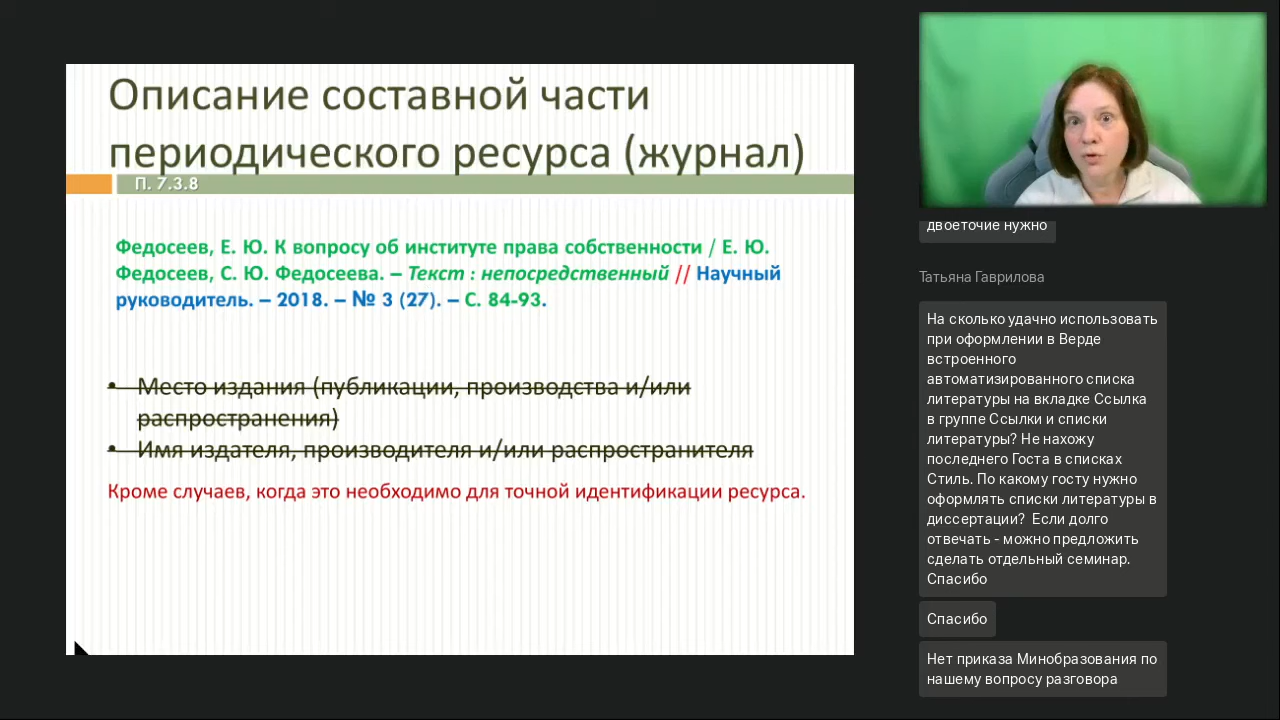 Описание составной части
периодического ресурса (журнал)
П. 7.3.8
Федосеев, Е. Ю. К вопросу об институте права собственности / Е. Ю.
Федосеев, С. Ю. Федосеева. – Текст : непосредственный // Научный
руководитель. – 2018. – № 3 (27). – С. 84-93.
• Место издания (публикации, производства и/или
распространения)
• Имя издателя, производителя и/или распространителя
Кроме случаев, когда это необходимо для точной идентификации ресурса.
двоеточие нужно
Татьяна Гаврилова
На сколько удачно использовать
при оформлении в Верде
встроенного
автоматизированного списка
литературы на вкладке Ссылка
в группе Ссылки и списки
литературы? Не нахожу
последнего Госта в списках
Стиль. По какому госту нужно
оформлять списки литературы в
диссертации? Если долго
отвечать - можно предложить
сделать отдельный семинар.
Спасибо
Спасибо
Нет приказа Минобразования по
нашему вопросу разговора